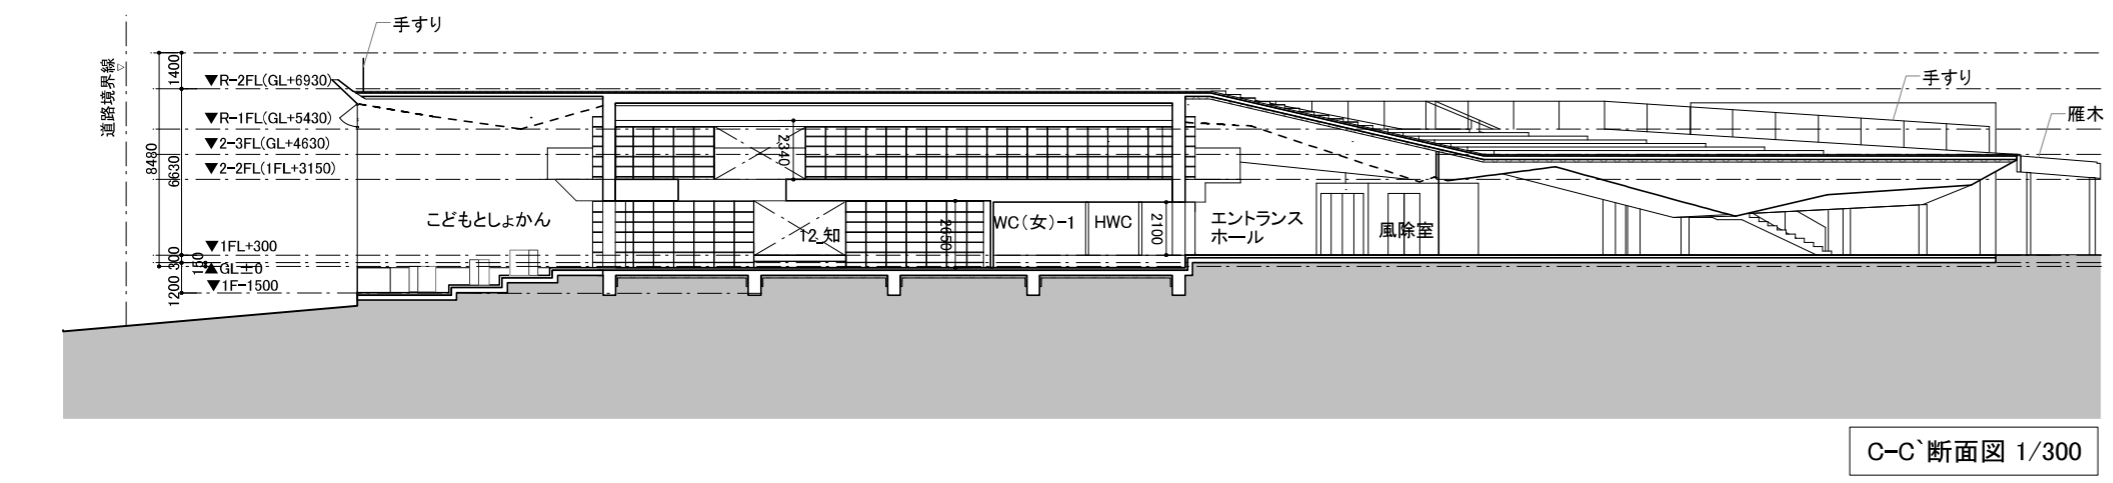 手すり
道路境界線
1400
▼R-2FL(GL+6930)
手すり
▼R-1FL(GL+5430)
雁木
▼2-3FL(GL+4630)
8480
6630
▼2-2FL(1FL+3150)
2340
こどもとしょかん
12_知
2650
WC(女)-1
HWC
2100
エントランス
ホール
風除室
▼1FL+300
300
150
▲GL±0
1200
▼1F-1500
C-C`断面図 1/300